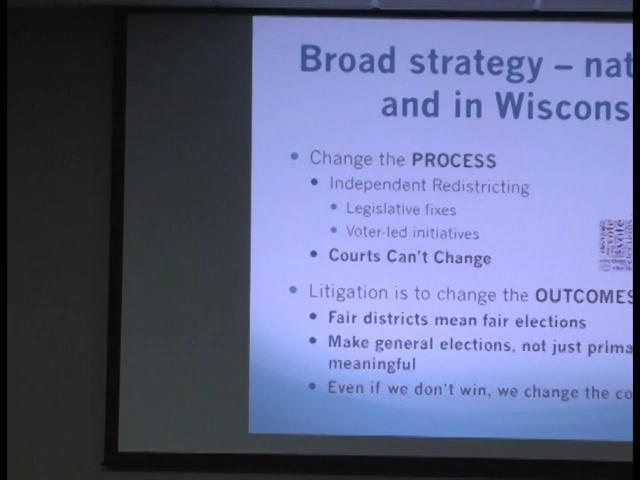 Broad strategy – nat
and in Wiscons
• Change the PROCESS
• Independent Redistricting
• Legislative fixes
• Voter-led initiatives
vote
• Courts Can't Change
• Litigation is to change the OUTCOMES
• Fair districts mean fair elections
• Make general elections, not just prima
meaningful
• Even if we don't win, we change the co